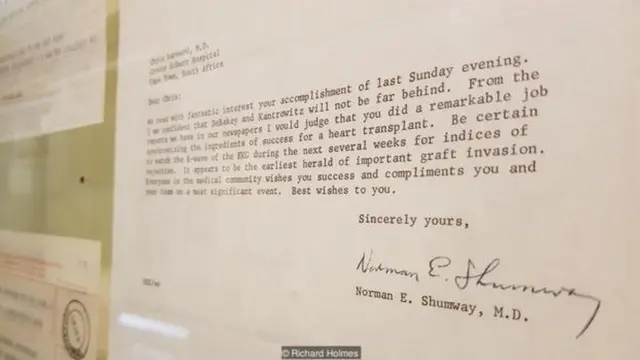 Chris Barnard, M.D.
Groote Schuur Hospital
Cape Town, South Africa
Dear Chris:
We read with fantastic interest your accomplishment of last Sunday evening.
I am confident that DeBakey and Kantrowitz will not be far behind. From the
reports we have in our newspapers I would judge that you did a remarkable job
synchronizing the ingredients of success for a heart transplant. Be certain
to watch the R-wave of the EKG during the next several weeks for indices of
rejection. It appears to be the earliest herald of important graft invasion.
Everyone in the medical community wishes you success and compliments you and
your team on a most significant event. Best wishes to you.
Sincerely yours,
Norman E. Shumway
Norman E. Shumway, M.D.
© Richard Holmes